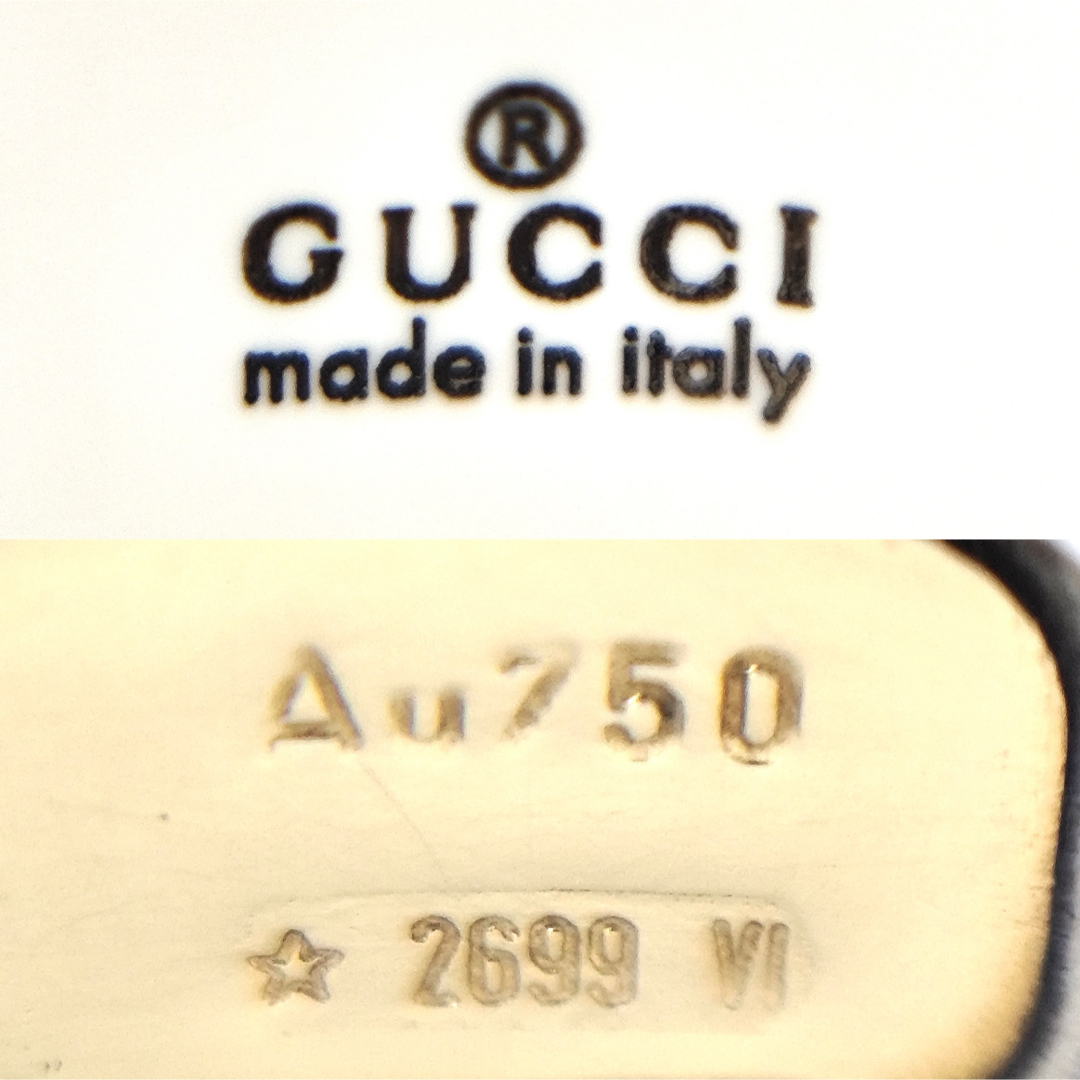 ®
GUCCI
made in italy
Au750
☆ 2699 VI